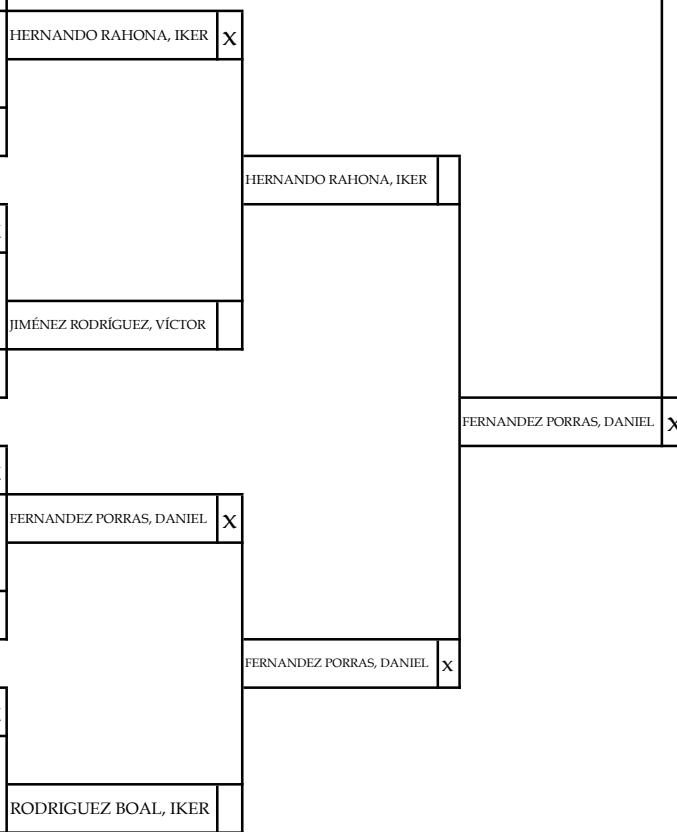 HERNANDO RAHONA, IKER X
HERNANDO RAHONA, IKER
JIMÉNEZ RODRÍGUEZ, VÍCTOR
FERNANDEZ PORRAS, DANIEL X
FERNANDEZ PORRAS, DANIEL X
FERNANDEZ PORRAS, DANIEL X
RODRIGUEZ BOAL, IKER